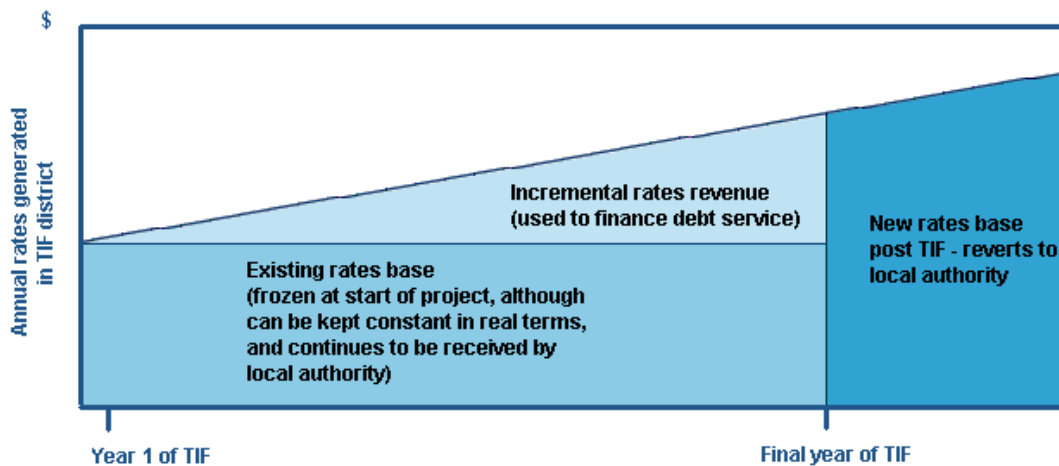 $
Annual rates generated
in TIF district
Incremental rates revenue
(used to finance debt service)
Existing rates base
(frozen at start of project, although
can be kept constant in real terms,
and continues to be received by
local authority)
New rates base
post TIF - reverts to
local authority
Year 1 of TIF
Final year of TIF